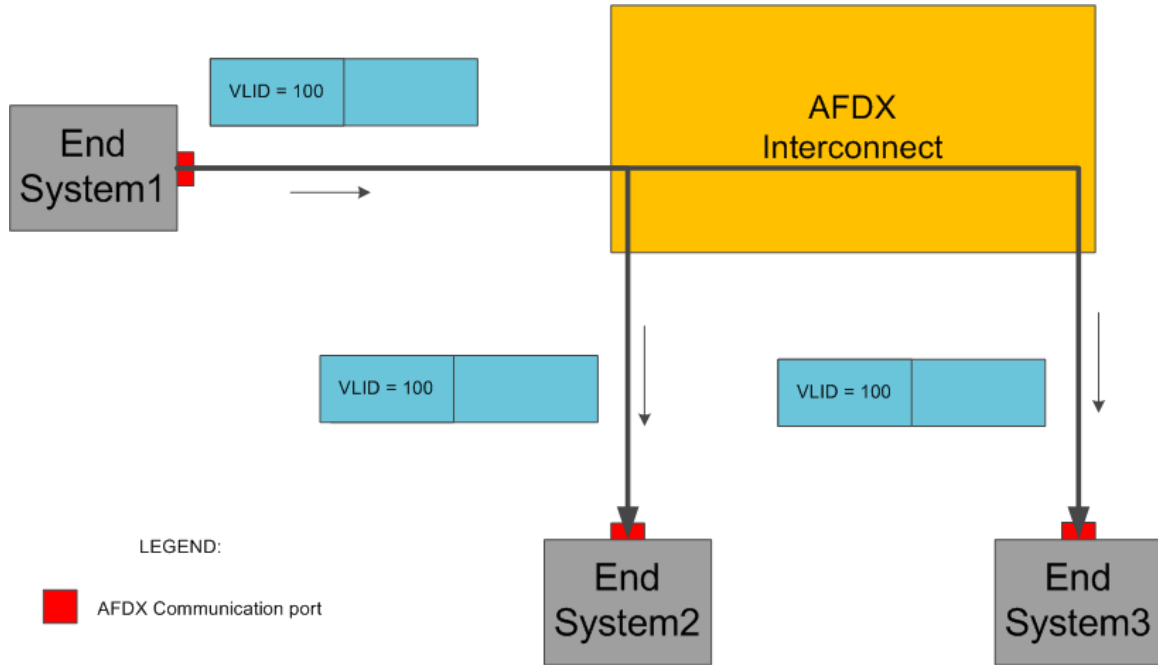 VLID = 100
AFDX
Interconnect
End
System1
VLID = 100
VLID = 100
LEGEND:
AFDX Communication port
End
System2
End
System3